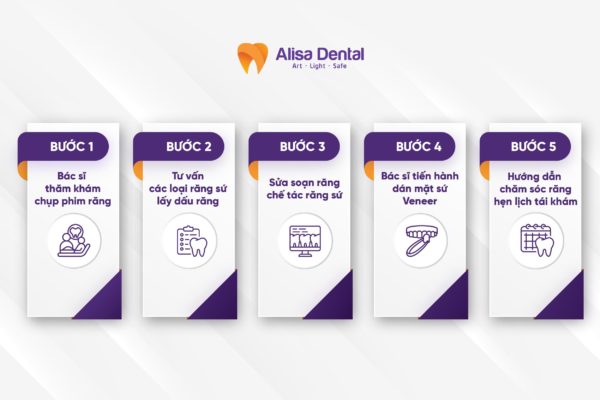 Alisa Dental
Art - Light - Safe
BƯỚC 1
Bác sĩ
thăm khám
chụp phim răng
BƯỚC 2
Tư vấn
các loại răng sứ
lấy dấu răng
BƯỚC 3
Sửa soạn răng
chế tác răng sứ
BƯỚC 4
Bác sĩ tiến hành
dán mặt sứ
Veneer
BƯỚC 5
Hướng dẫn
chăm sóc răng
hẹn lịch tái khám